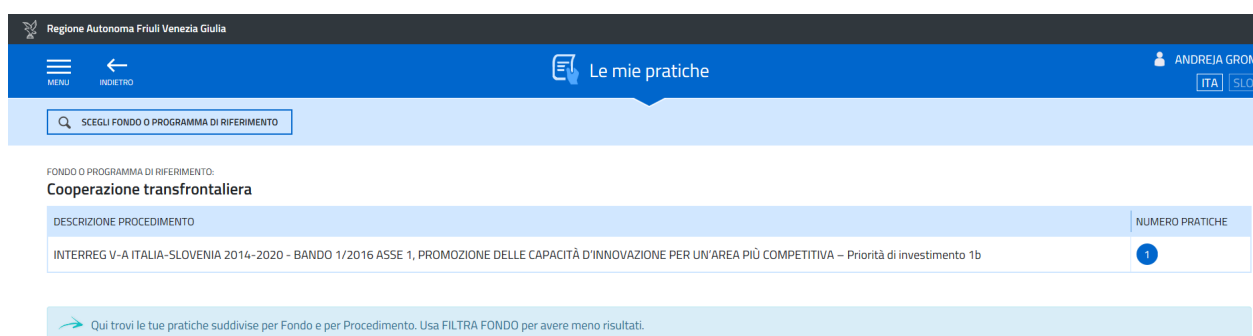 Regione Autonoma Friuli Venezia Giulia
MENU
INDIETRO
Le mie pratiche
ANDREJA GROM
ITA SLO
SCEGLI FONDO O PROGRAMMA DI RIFERIMENTO
FONDO O PROGRAMMA DI RIFERIMENTO:
Cooperazione transfrontaliera
DESCRIZIONE PROCEDIMENTO NUMERO PRATICHE
INTERREG V-A ITALIA-SLOVENIA 2014-2020 - BANDO 1/2016 ASSE 1, PROMOZIONE DELLE CAPACITÀ D'INNOVAZIONE PER UN'AREA PIÙ COMPETITIVA – Priorità di investimento 1b 1
Qui trovi le tue pratiche suddivise per Fondo e per Procedimento. Usa FILTRA FONDO per avere meno risultati.